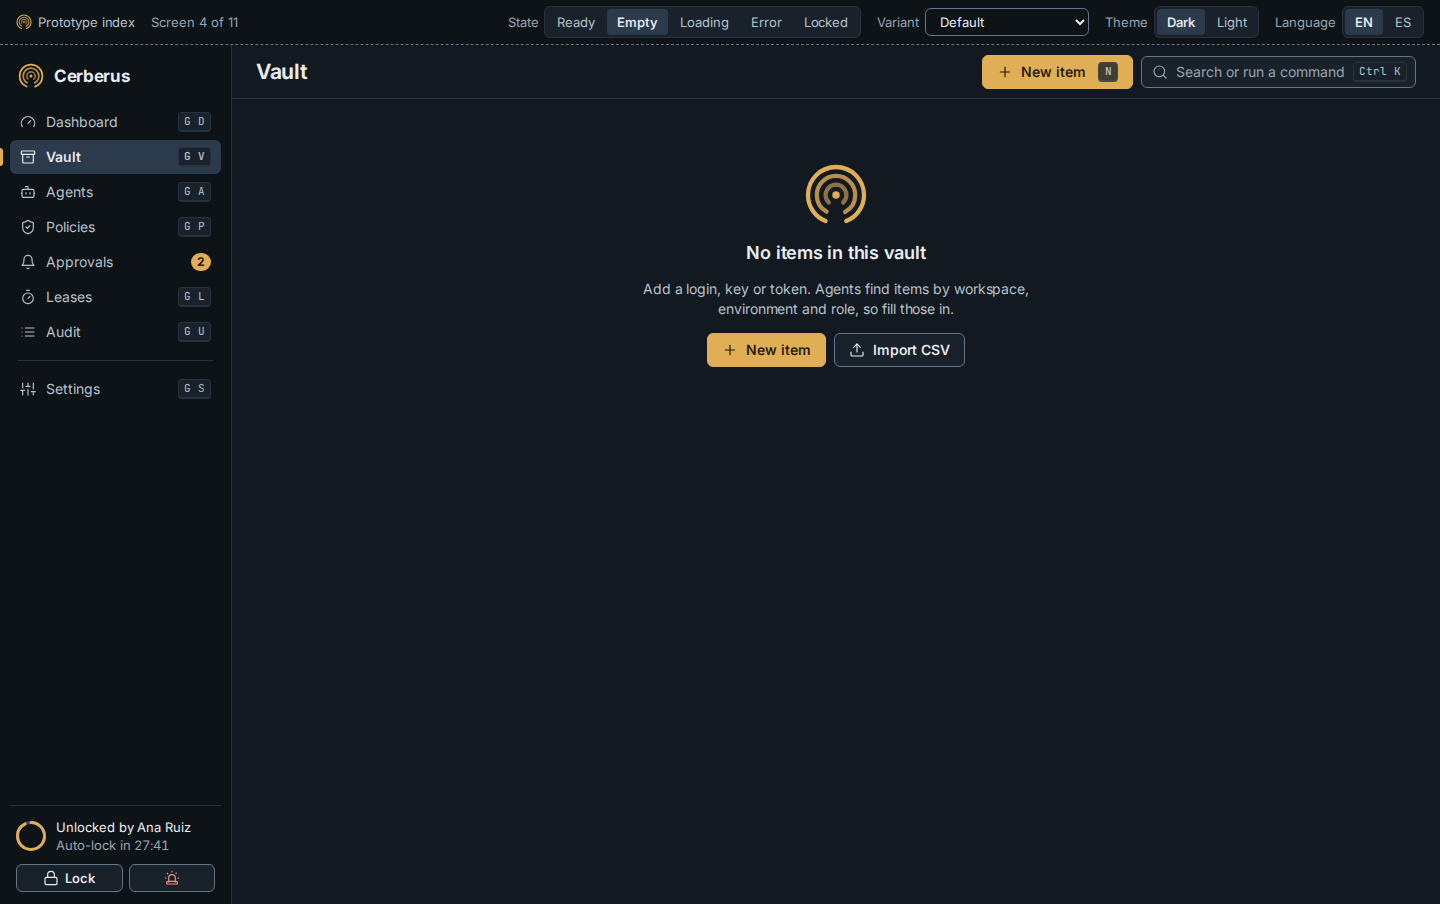 Prototype index Screen 4 of 11 State Ready Empty Loading Error Locked Variant Default Theme Dark Light Language EN ES
Cerberus
Dashboard G D
Vault G V
Agents G A
Policies G P
Approvals 2
Leases G L
Audit G U
Settings G S
Unlocked by Ana Ruiz
Auto-lock in 27:41
Lock
Vault
New item N
Search or run a command Ctrl K
No items in this vault
Add a login, key or token. Agents find items by workspace,
environment and role, so fill those in.
New item Import CSV